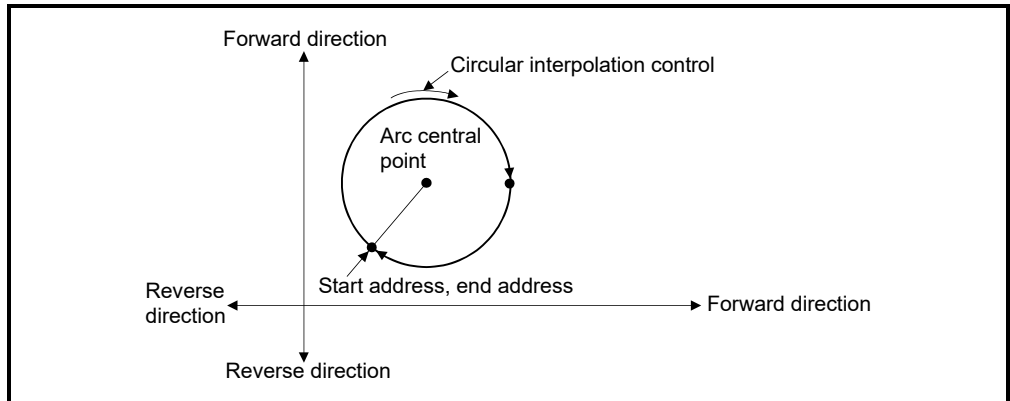 Forward direction
Circular interpolation control
Arc central
point
Start address, end address
Reverse
direction
Forward direction
Reverse direction